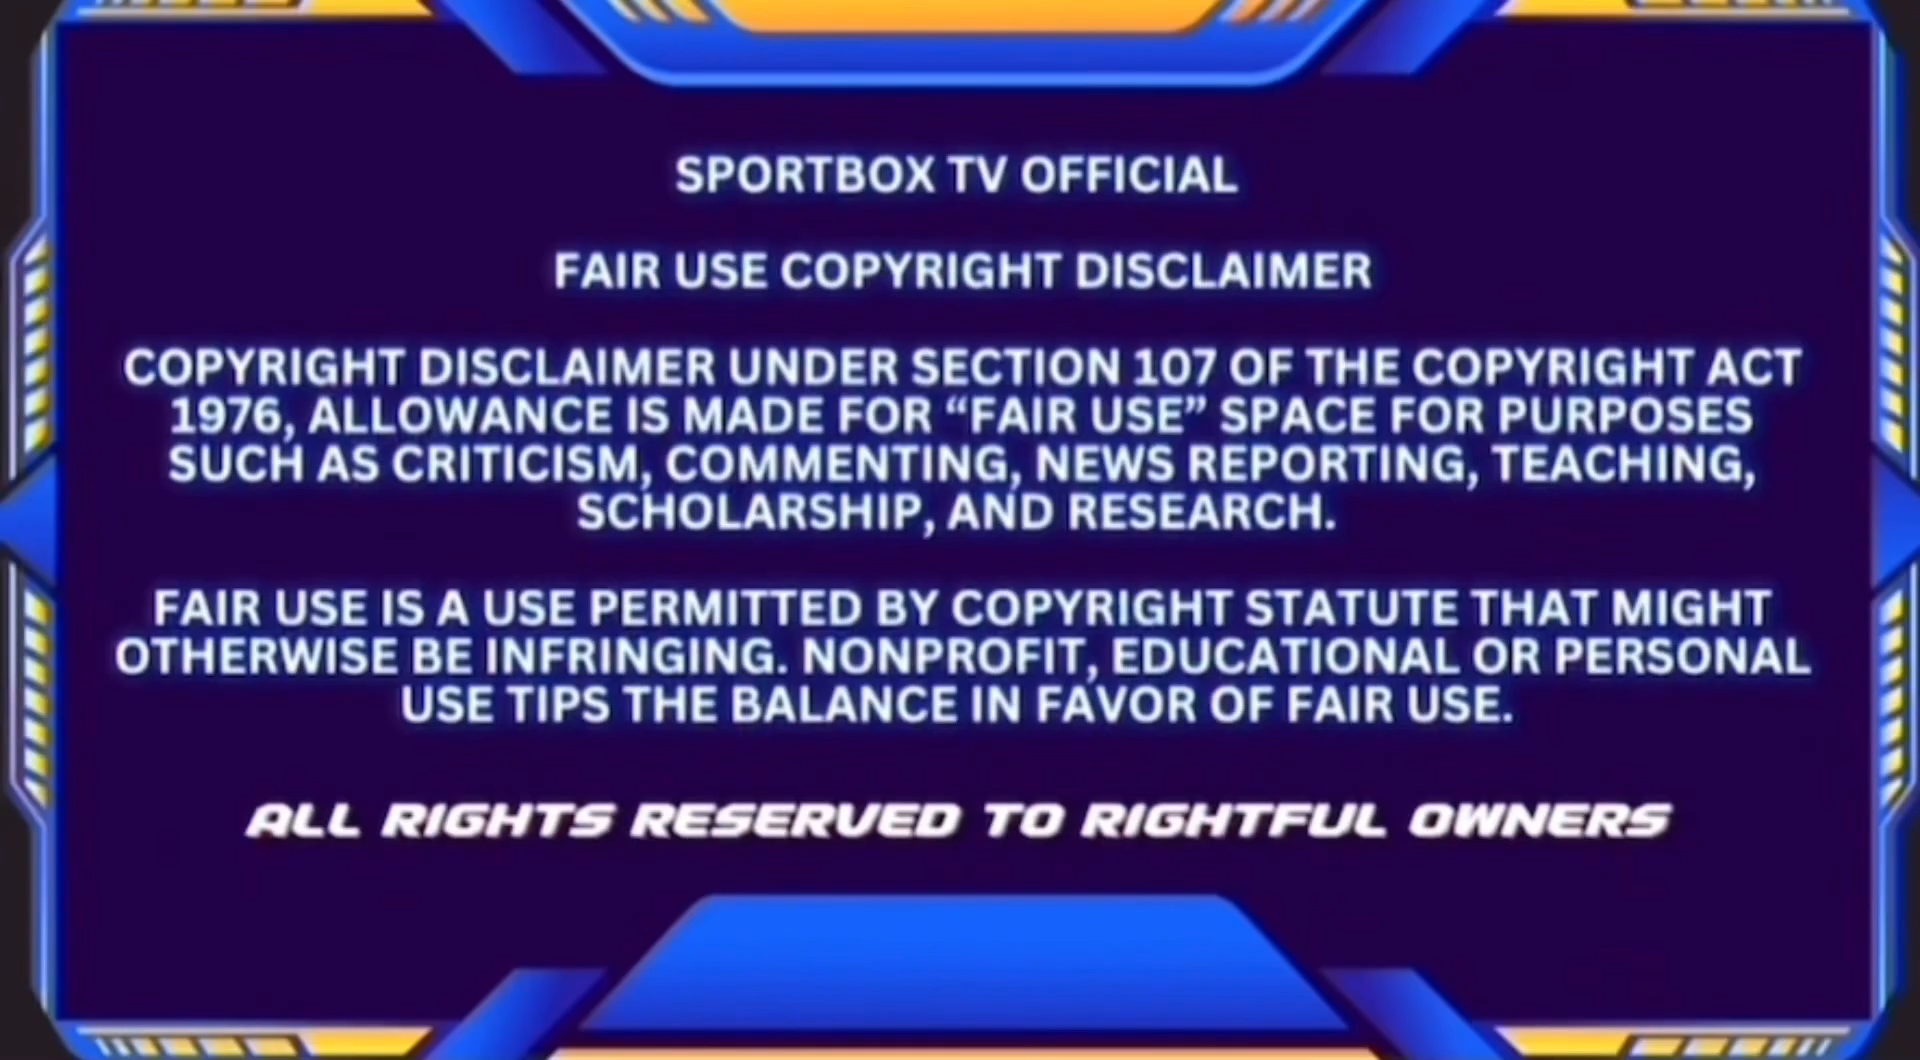 SPORTBOX TV OFFICIAL
FAIR USE COPYRIGHT DISCLAIMER
COPYRIGHT DISCLAIMER UNDER SECTION 107 OF THE COPYRIGHT ACT
1976, ALLOWANCE IS MADE FOR “FAIR USE” SPACE FOR PURPOSES
SUCH AS CRITICISM, COMMENTING, NEWS REPORTING, TEACHING,
SCHOLARSHIP, AND RESEARCH.
FAIR USE IS A USE PERMITTED BY COPYRIGHT STATUTE THAT MIGHT
OTHERWISE BE INFRINGING. NONPROFIT, EDUCATIONAL OR PERSONAL
USE TIPS THE BALANCE IN FAVOR OF FAIR USE.
ALL RIGHTS RESERVED TO RIGHTFUL OWNERS